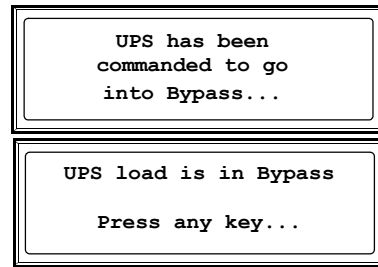 UPS has been
commanded to go
into Bypass...
UPS load is in Bypass
Press any key...